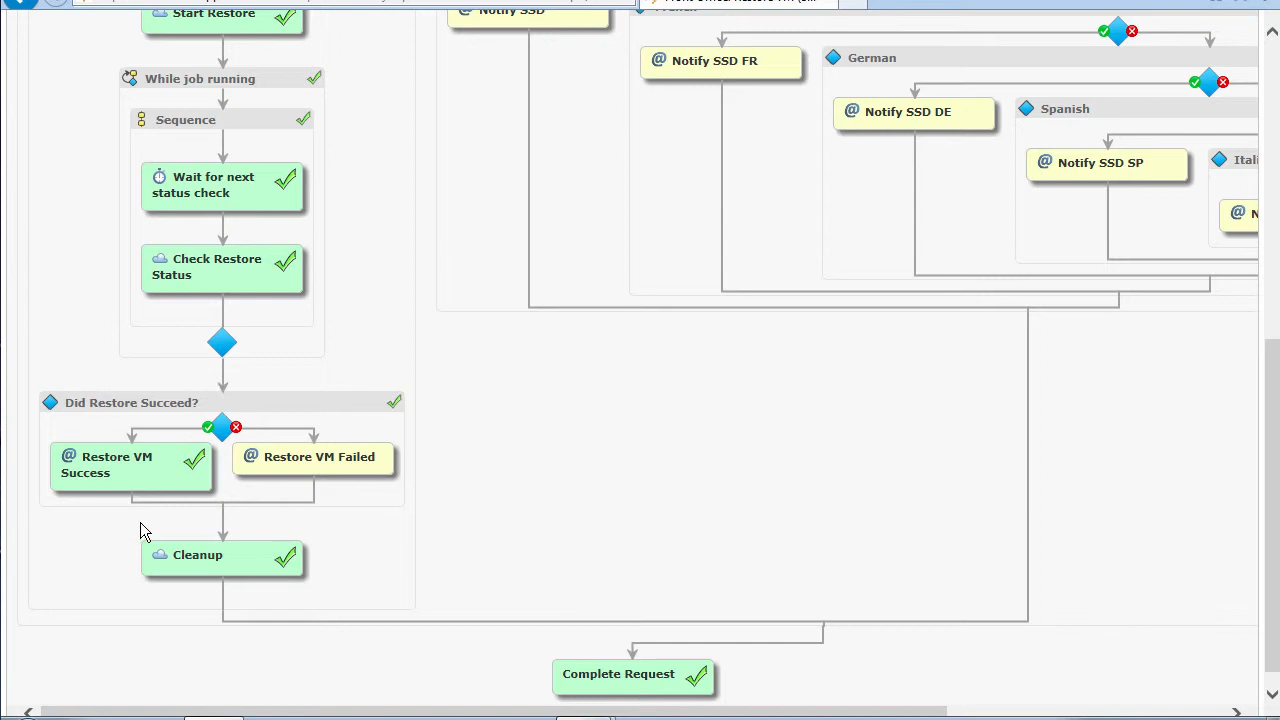 Start Restore
While job running
Sequence
Wait for next
status check
Check Restore
Status
Did Restore Succeed?
Restore VM
Success
Restore VM Failed
Cleanup
Notify SSD
Notify SSD FR
German
Notify SSD DE
Spanish
Notify SSD SP
Itali
N
Complete Request